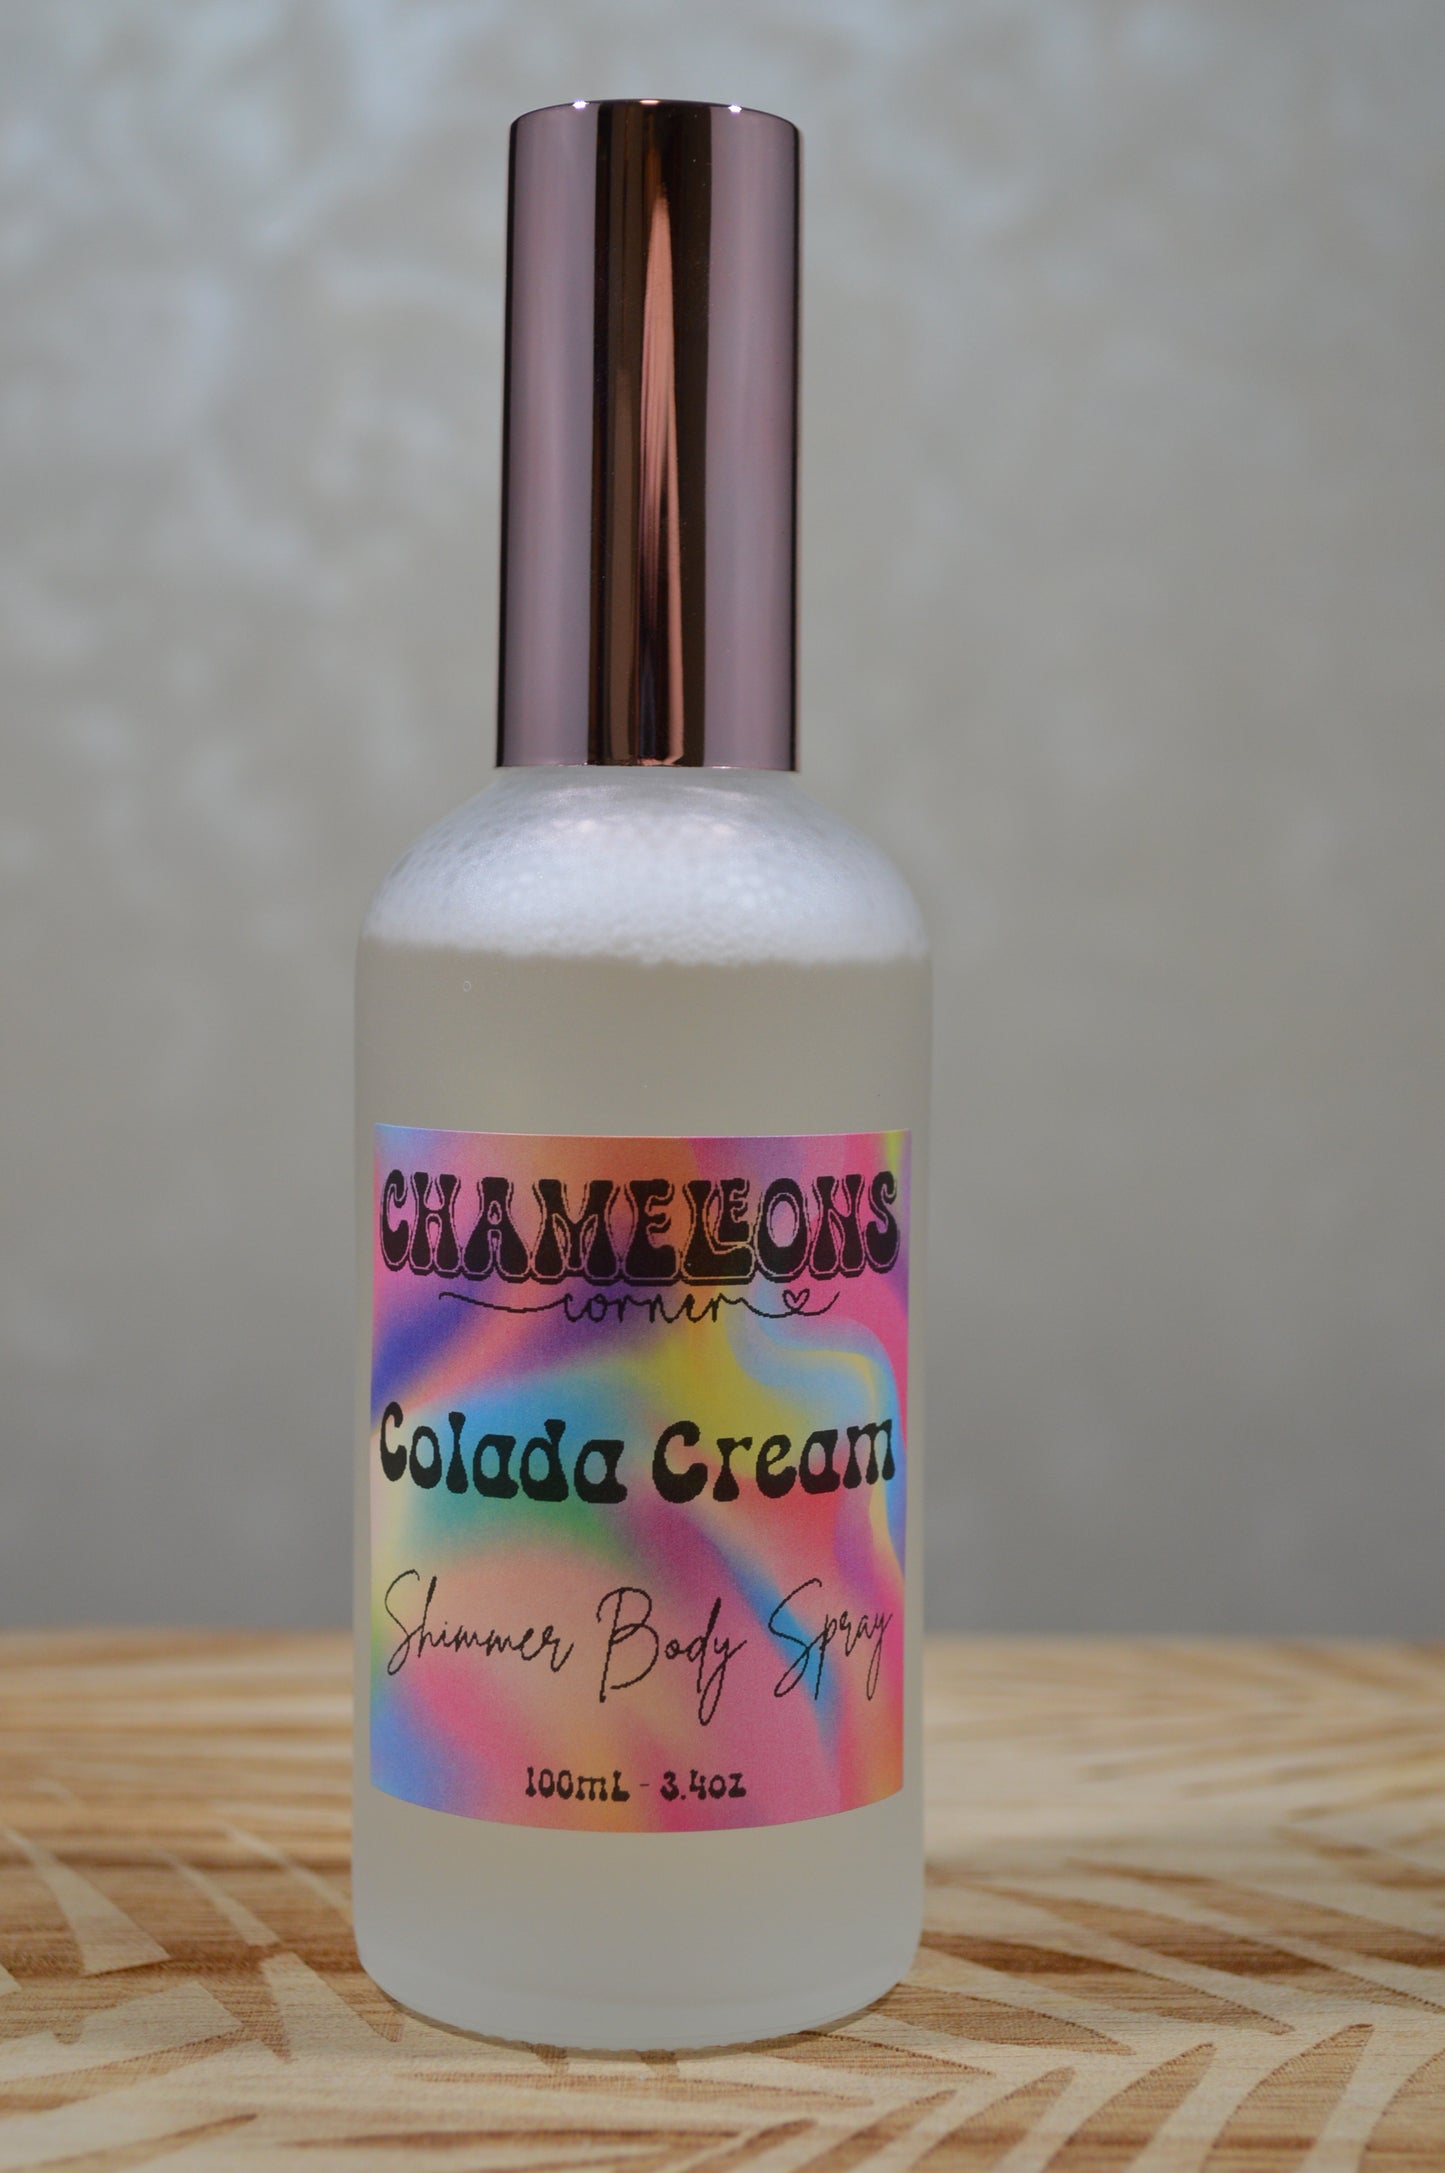 CHAMELEONS
corner
Colada Cream
Shimmer Body Spray
100mL - 3.4oz